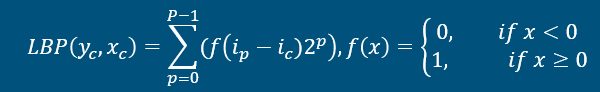 LBP(y_c, x_c) = \sum_{p=0}^{P-1} (f(i_p - i_c)2^p), f(x) = \begin{cases} 0, & if x < 0 \\ 1, & if x \geq 0 \end{cases}